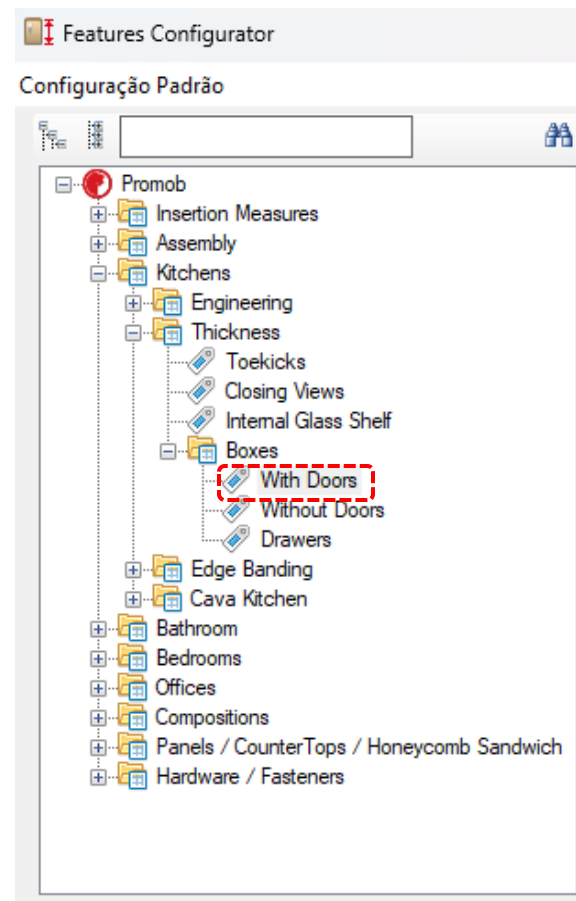 Features Configurator
Configuração Padrão
Promob
Insertion Measures
Assembly
Kitchens
Engineering
Thickness
Toekicks
Closing Views
Internal Glass Shelf
Boxes
With Doors
Without Doors
Drawers
Edge Banding
Cava Kitchen
Bathroom
Bedrooms
Offices
Compositions
Panels / CounterTops / Honeycomb Sandwich
Hardware / Fasteners